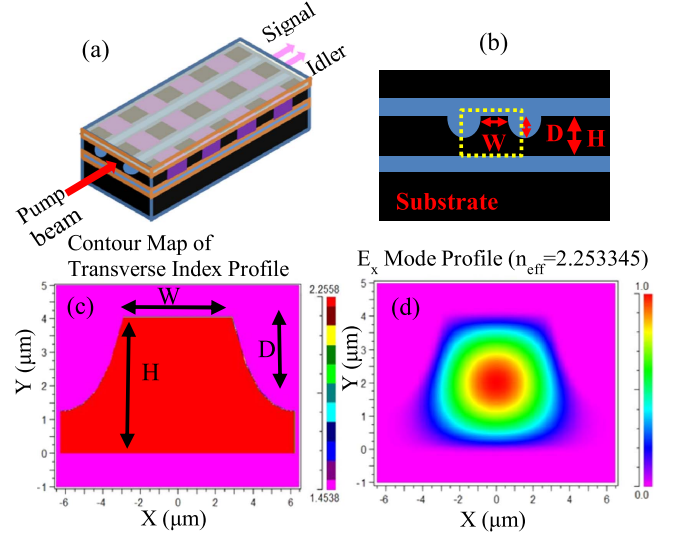 (a)
Signal
Idler
Pump
beam
(b)
W
D
H
Substrate
Contour Map of
Transverse Index Profile
(c)
W
H
D
2.2558
1.4538
5
4
3
2
1
0
-1
Y (μm)
-6 -4 -2 0 2 4 6
X (μm)
Ex Mode Profile (neff=2.253345)
(d)
1.0
0.0
5
4
3
2
1
0
-1
Y (μm)
-6 -4 -2 0 2 4 6
X (μm)